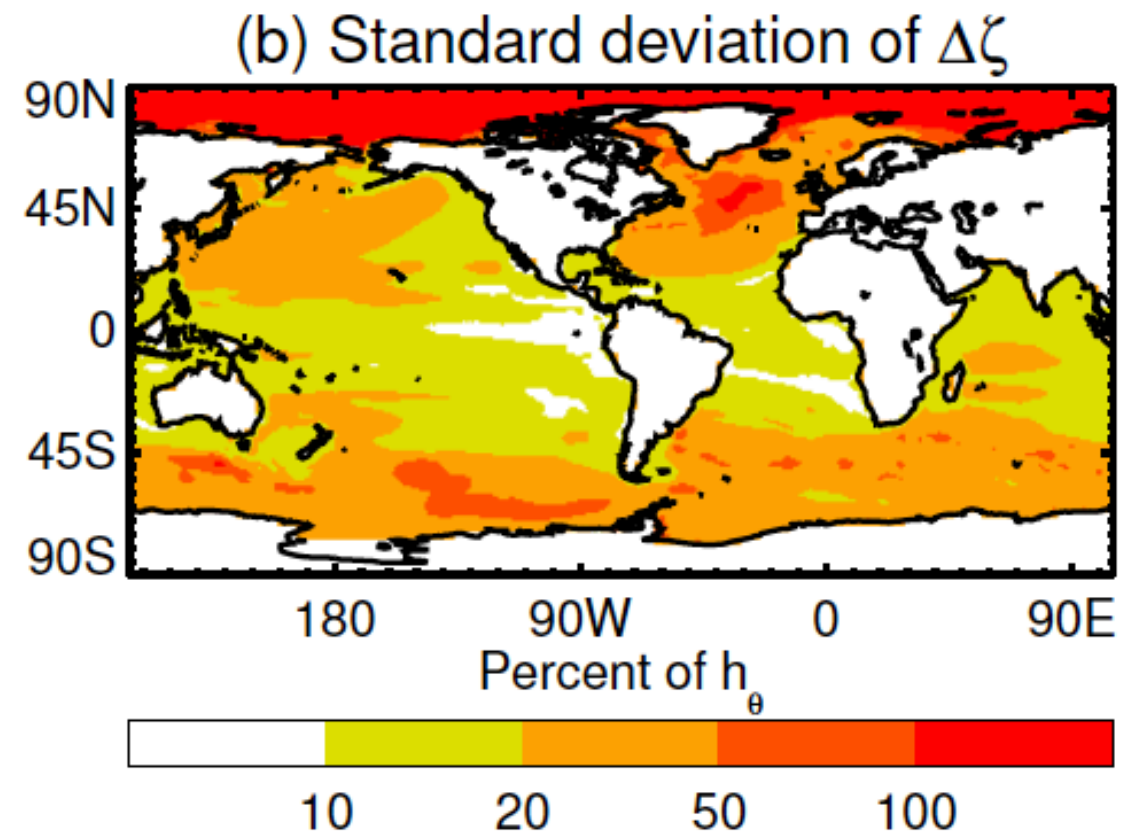 (b) Standard deviation of Δζ
90N
45N
0
45S
90S
180 90W 0 90E
Percent of hθ
10 20 50 100